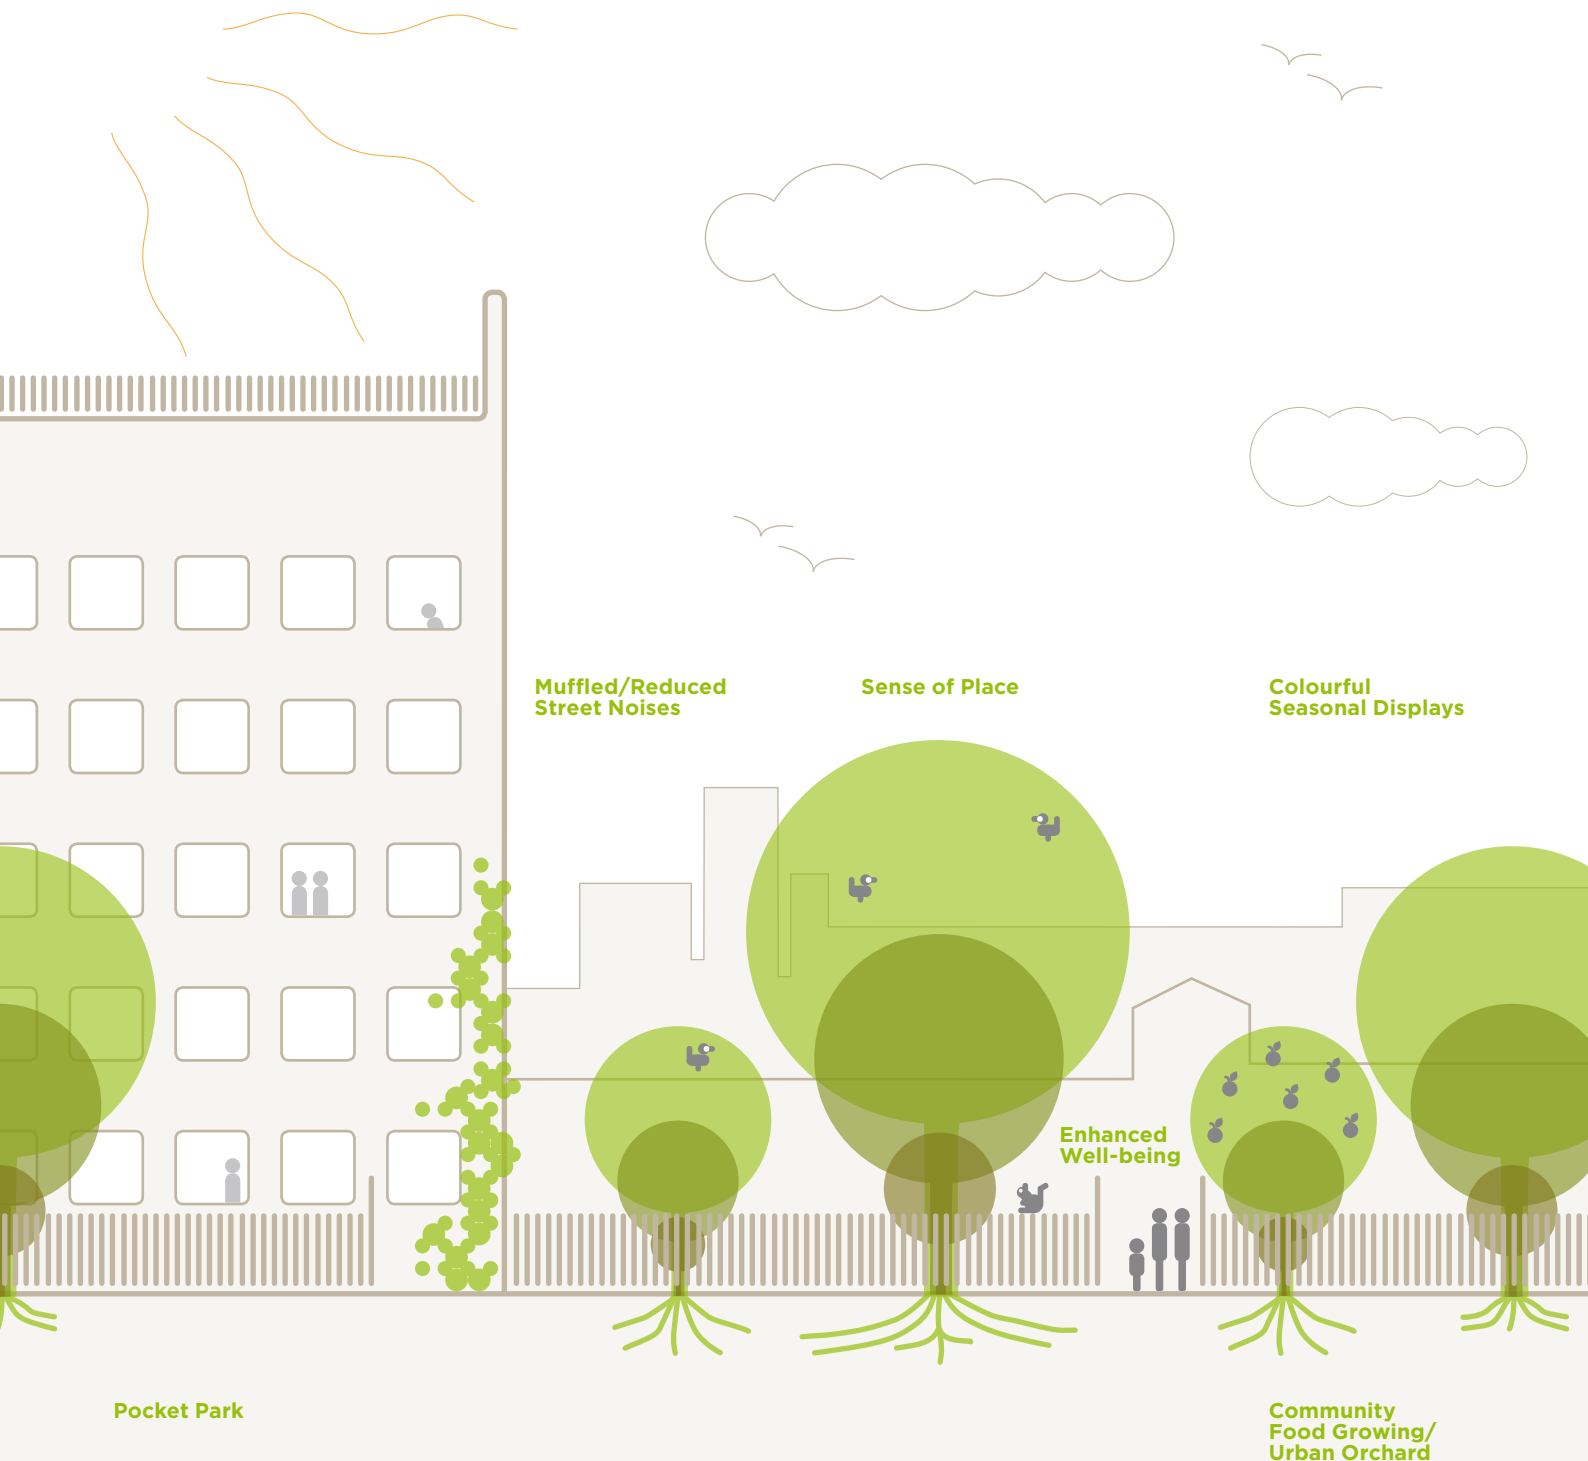 Muffled/Reduced
Street Noises
Sense of Place
Colourful
Seasonal Displays
Enhanced
Well-being
Pocket Park
Community
Food Growing/
Urban Orchard